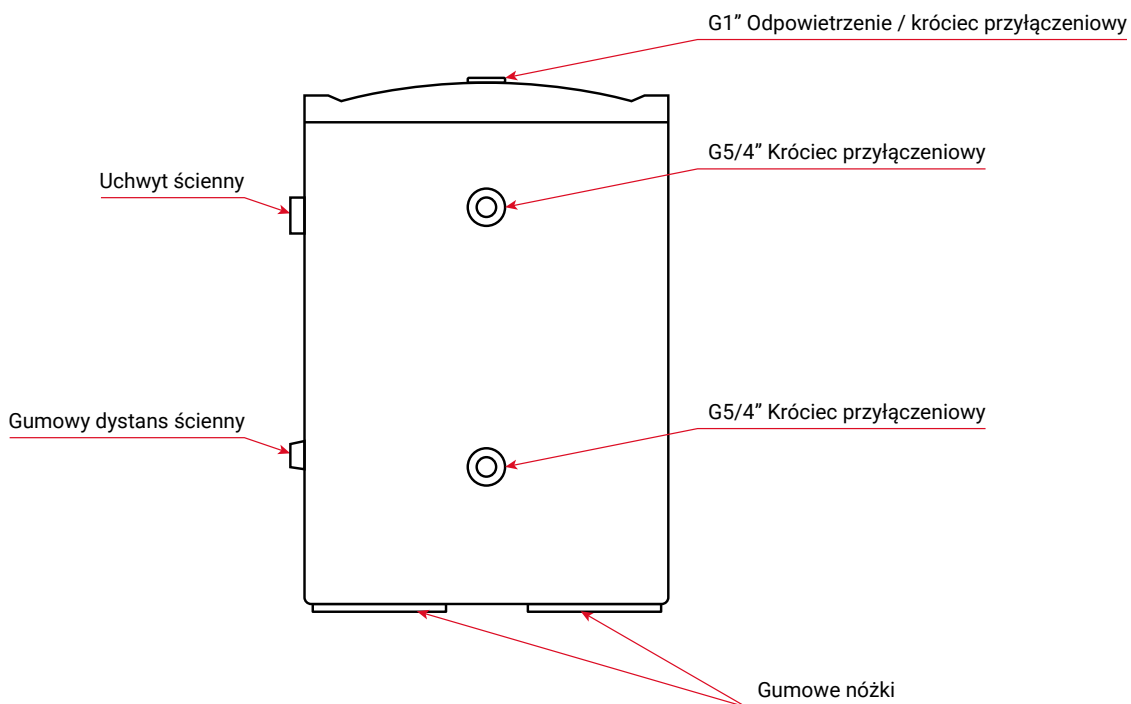 G1” Odpowietrzenie / króciec przyłączeniowy
G5/4” Króciec przyłączeniowy
Uchwyt ścienny
Gumowy dystans ścienny
G5/4” Króciec przyłączeniowy
Gumowe nóżki